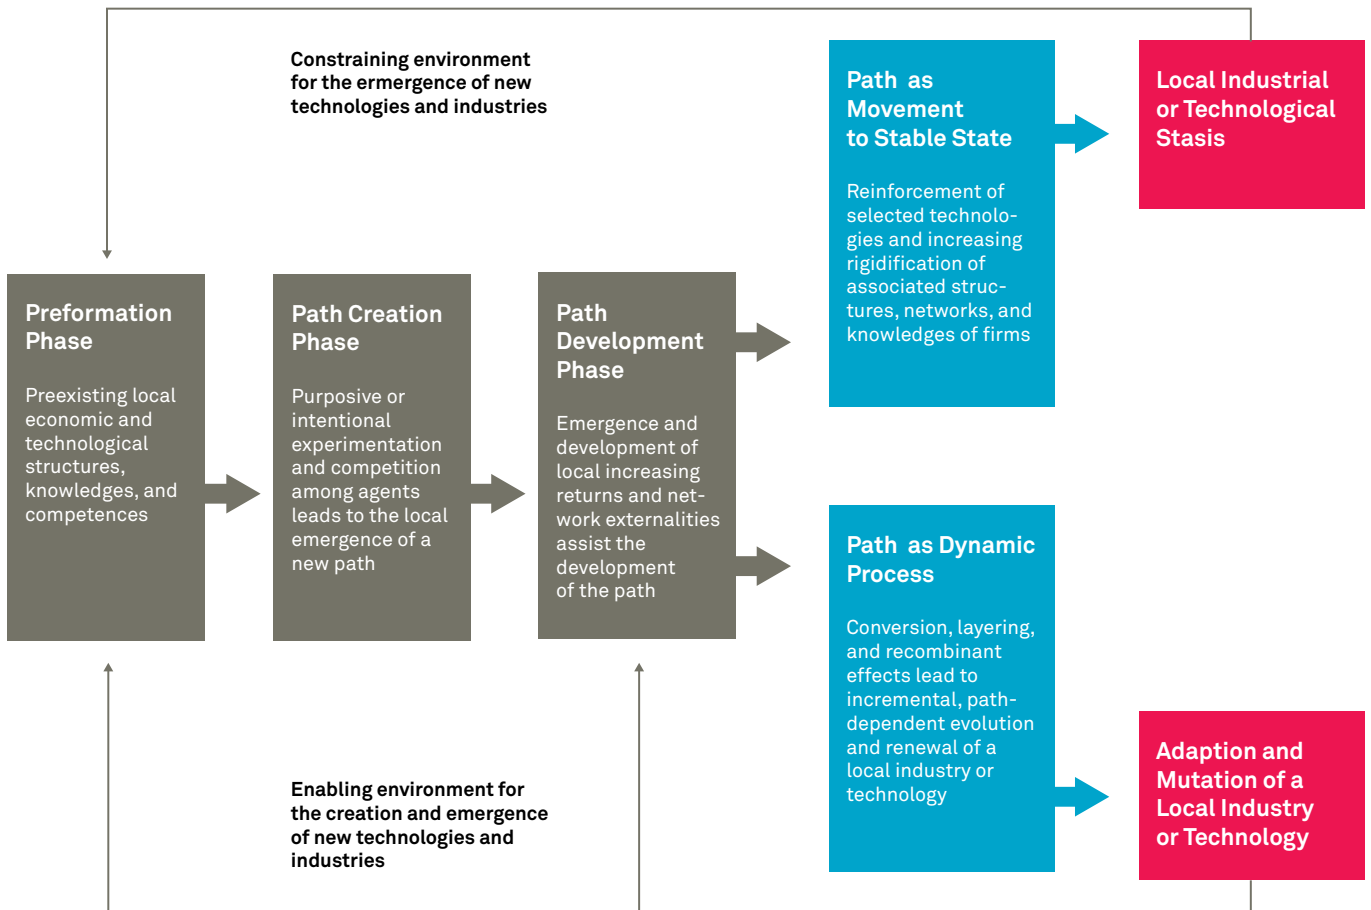 Constraining environment
for the ermergence of new
technologies and industries
Path as
Movement
to Stable State
Reinforcement of
selected technolo-
gies and increasing
rigidification of
associated struc-
tures, networks, and
knowledges of firms
Local Industrial
or Technological
Stasis
Preformation
Phase
Preexisting local
economic and
technological
structures,
knowledges, and
competences
Path Creation
Phase
Purposive or
intentional
experimentation
and competition
among agents
leads to the local
emergence of a
new path
Path
Development
Phase
Emergence and
development of
local increasing
returns and net-
work externalities
assist the
development
of the path
Path as Dynamic
Process
Conversion, layering,
and recombinant
effects lead to
incremental, path-
dependent evolution
and renewal of a
local industry or
technology
Adaption and
Mutation of a
Local Industry
or Technology
Enabling environment for
the creation and emergence
of new technologies and
industries